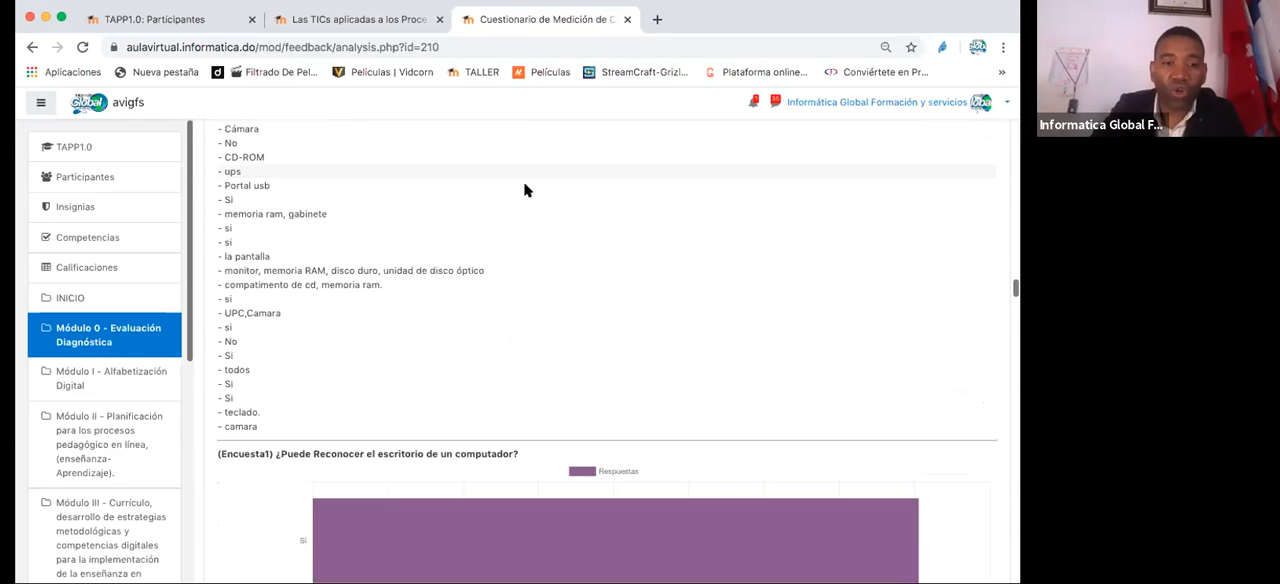 TAPP1.0: Participantes
Las TICs aplicadas a los Proce
Cuestionario de Medición de C
aulavirtual.informatica.do/mod/feedback/analysis.php?id=210
Aplicaciones
Nueva pestaña
Filtrado De Pel...
Películas | Vidcorn
TALLER
Películas
StreamCraft-Grizl...
Plataforma online...
Conviértete en Pr...
»
Global avigfs
Informática Global Formación y servicios
TAPP1.0
Participantes
Insignias
Competencias
Calificaciones
INICIO
Módulo 0 - Evaluación
Diagnóstica
Módulo I - Alfabetización
Digital
Módulo II - Planificación
para los procesos
pedagógico en línea,
(enseñanza-
Aprendizaje).
Módulo III - Currículo,
desarrollo de estrategias
metodológicas y
competencias digitales
para la implementación
de la enseñanza en
- Cámara
- No
- CD-ROM
- ups
- Portal usb
- Si
- memoria ram, gabinete
- si
- si
- la pantalla
- monitor, memoria RAM, disco duro, unidad de disco óptico
- compatimento de cd, memoria ram.
- si
- UPC,Camara
- si
- No
- Si
- todos
- Si
- Si
- teclado.
- camara
(Encuesta1) ¿Puede Reconocer el escritorio de un computador?
Respuestas
Si
Informatica Global F...